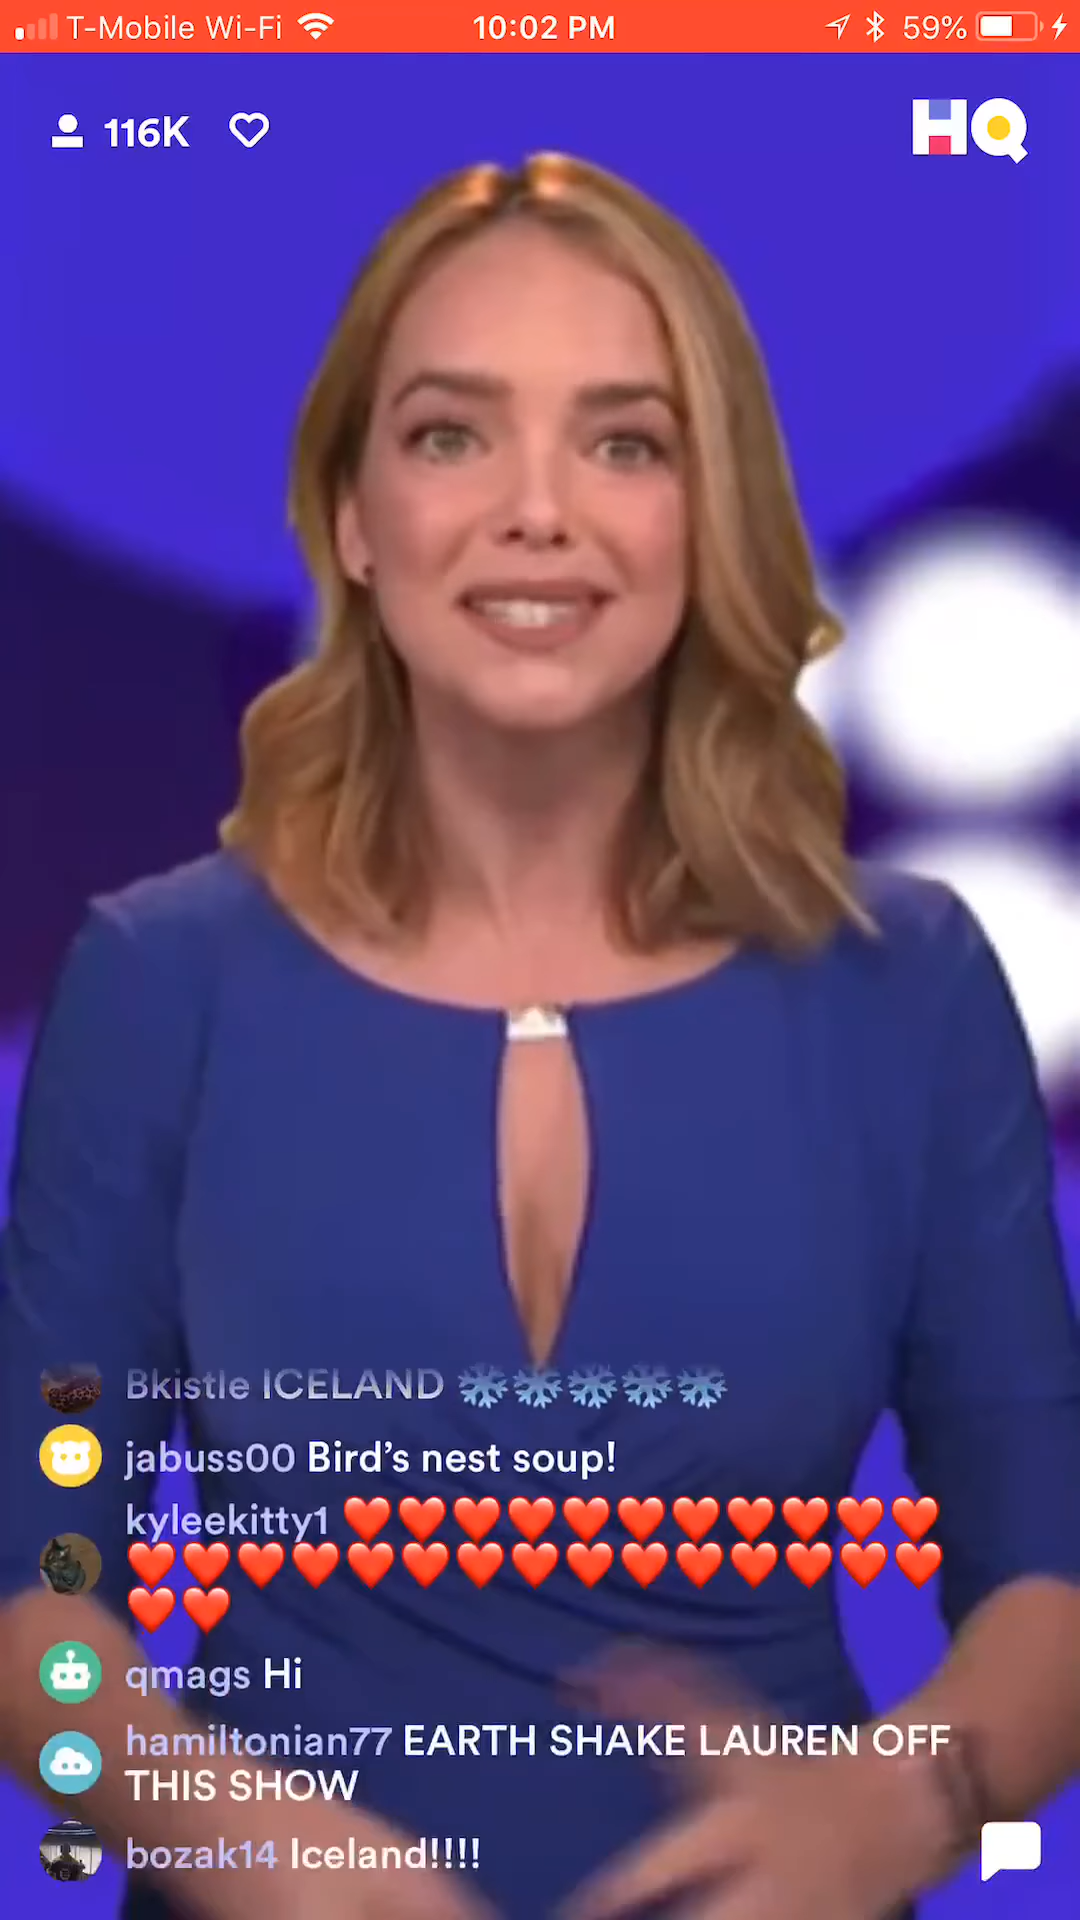 T-Mobile Wi-Fi 10:02 PM 59%
116K HQ
Bkistle ICELAND ❄️❄️❄️❄️❄️
jabuss00 Bird’s nest soup!
kyleekitty1 ❤️❤️❤️❤️❤️❤️❤️❤️❤️❤️❤️
❤️❤️❤️❤️❤️❤️❤️❤️❤️❤️❤️❤️❤️❤️❤️
❤️❤️
qmags Hi
hamiltonian77 EARTH SHAKE LAUREN OFF
THIS SHOW
bozak14 Iceland!!!!